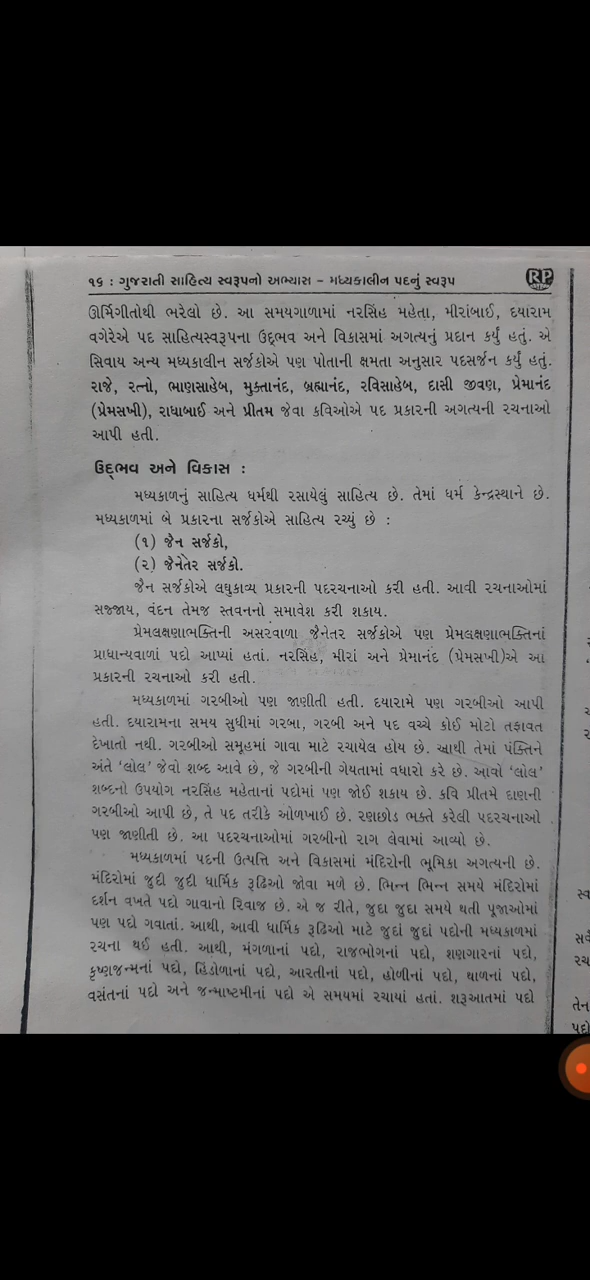 ૧૬ : ગુજરાતી સાહિત્ય સ્વરૂપનો અભ્યાસ – મધ્યકાલીન પદનું સ્વરૂપ
RP
ઊર્મિગીતોથી ભરેલો છે. આ સમયગાળામાં નરસિંહ મહેતા, મીરાંબાઈ, દયારામ
વગેરેએ પદ સાહિત્યસ્વરૂપના ઉદ્ભવ અને વિકાસમાં અગત્યનું પ્રદાન કર્યું હતું. એ
સિવાય અન્ય મધ્યકાલીન સર્જકોએ પણ પોતાની ક્ષમતા અનુસાર પદસર્જન કર્યું હતું.
રાજે, રત્નો, ભાણસાહેબ, મુક્તાનંદ, બ્રહ્માનંદ, રવિસાહેબ, દાસી જીવણ, પ્રેમાનંદ
(પ્રેમસખી), રાધાબાઈ અને પ્રીતમ જેવા કવિઓએ પદ પ્રકારની અગત્યની રચનાઓ
આપી હતી.
ઉદ્ભવ અને વિકાસ :
મધ્યકાળનું સાહિત્ય ધર્મથી રસાયેલું સાહિત્ય છે. તેમાં ધર્મ કેન્દ્રસ્થાને છે.
મધ્યકાળમાં બે પ્રકારના સર્જકોએ સાહિત્ય રચ્યું છે :
(૧) જૈન સર્જકો,
(૨) જૈનેતર સર્જકો.
જૈન સર્જકોએ લઘુકાવ્ય પ્રકારની પદરચનાઓ કરી હતી. આવી રચનાઓમાં
સજ્જાય, વંદન તેમજ સ્તવનનો સમાવેશ કરી શકાય.
પ્રેમલક્ષણાભક્તિની અસરવાળા જૈનેતર સર્જકોએ પણ પ્રેમલક્ષણાભક્તિનાં
પ્રાધાન્યવાળાં પદો આપ્યાં હતાં. નરસિંહ, મીરાં અને પ્રેમાનંદ (પ્રેમસખી)એ આ
પ્રકારની રચનાઓ કરી હતી.
મધ્યકાળમાં ગરબીઓ પણ જાણીતી હતી. દયારામે પણ ગરબીઓ આપી
હતી. દયારામના સમય સુધીમાં ગરબા, ગરબી અને પદ વચ્ચે કોઈ મોટો તફાવત
દેખાતો નથી. ગરબીઓ સમૂહમાં ગાવા માટે રચાયેલ હોય છે. આથી તેમાં પંક્તિને
અંતે ‘લોલ’ જેવો શબ્દ આવે છે, જે ગરબીની ગેયતામાં વધારો કરે છે. આવો ‘લોલ’
શબ્દનો ઉપયોગ નરસિંહ મહેતાનાં પદોમાં પણ જોઈ શકાય છે. કવિ પ્રીતમે દાણની
ગરબીઓ આપી છે, તે પદ તરીકે ઓળખાઈ છે. રણછોડ ભક્તે કરેલી પદરચનાઓ
પણ જાણીતી છે. આ પદરચનાઓમાં ગરબીનો રાગ લેવામાં આવ્યો છે.
મધ્યકાળમાં પદની ઉત્પત્તિ અને વિકાસમાં મંદિરોની ભૂમિકા અગત્યની છે.
મંદિરોમાં જુદી જુદી ધાર્મિક રૂઢિઓ જોવા મળે છે. ભિન્ન ભિન્ન સમયે મંદિરોમાં
દર્શન વખતે પદો ગાવાનો રિવાજ છે. એ જ રીતે, જુદા જુદા સમયે થતી પૂજાઓમાં
પણ પદો ગવાતાં. આથી, આવી ધાર્મિક રૂઢિઓ માટે જુદાં જુદાં પદોની મધ્યકાળમાં
રચના થઈ હતી. આથી, મંગળાનાં પદો, રાજભોગનાં પદો, શણગારનાં પદો,
કૃષ્ણજન્મનાં પદો, હિંડોળાનાં પદો, આરતીનાં પદો, હોળીનાં પદો, થાળનાં પદો,
વસંતનાં પદો અને જન્માષ્ટમીનાં પદો એ સમયમાં રચાયાં હતાં. શરૂઆતમાં પદો
સ્વ
સર્વ
રચ
તેન
પદો